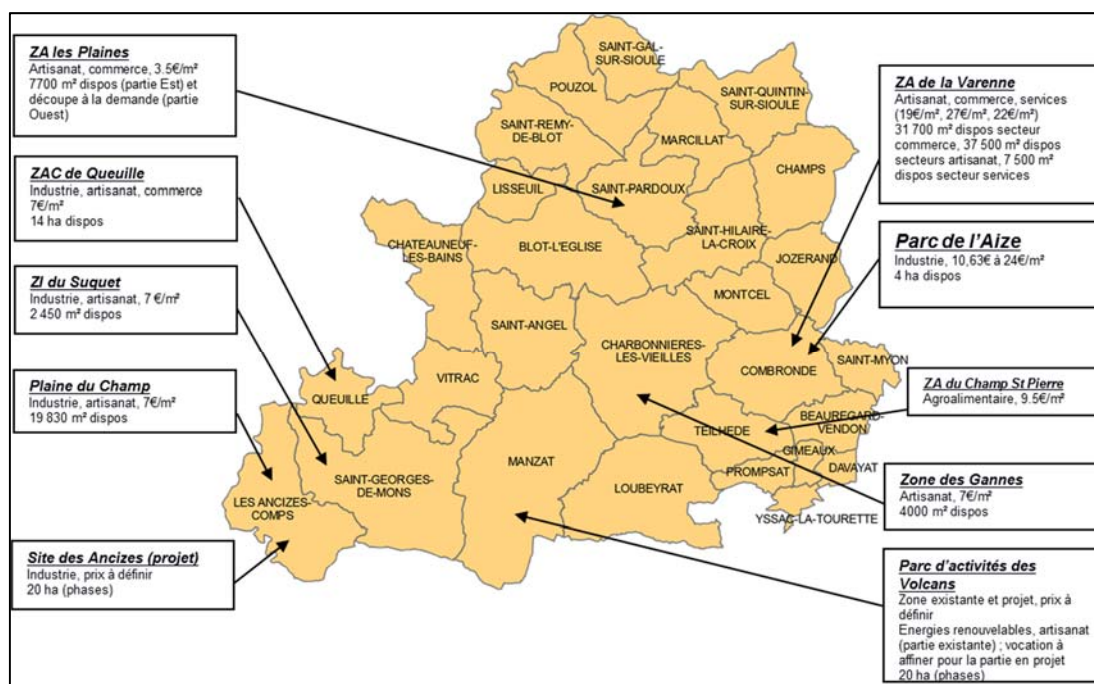 ZA les Plaines
Artisanat, commerce, 3.5€/m²
7700 m² dispos (partie Est) et
découpe à la demande (partie
Ouest)
ZAC de Queuille
Industrie, artisanat, commerce
7€/m²
14 ha dispos
ZI du Suquet
Industrie, artisanat, 7 €/m²
2 450 m² dispos
Plaine du Champ
Industrie, artisanat, 7€/m²
19 830 m² dispos
Site des Ancizes (projet)
Industrie, prix à définir
20 ha (phases)
SAINT-GAL-
SUR-SIOULE
POUZOL
SAINT-QUINTIN-
SUR-SIOULE
SAINT-REMY-
DE-BLOT
MARCILLAT
CHAMPS
LISSEUIL
SAINT-PARDOUX
CHATEAUNEUF-
LES-BAINS
BLOT-L'EGLISE
SAINT-HILAIRE-
LA-CROIX
JOZERAND
MONTCEL
SAINT-ANGEL
CHARBONNIERES-
LES-VIEILLES
COMBRONDE
SAINT-MYON
VITRAC
QUEUILLE
BEAUREGARD-
VENDON
TEILHEDE
GIMEAUX
DAVAYAT
PROMPSAT
MANZAT
SAINT-GEORGES-
DE-MONS
LOUBEYRAT
LES ANCIZES-
COMPS
YSSAC-LA-TOURETTE
ZA de la Varenne
Artisanat, commerce, services
(19€/m², 27€/m², 22€/m²)
31 700 m² dispos secteur
commerce, 37 500 m² dispos
secteurs artisanat, 7 500 m²
dispos secteur services
Parc de l'Aize
Industrie, 10,63€ à 24€/m²
4 ha dispos
ZA du Champ St Pierre
Agroalimentaire, 9.5€/m²
Zone des Gannes
Artisanat, 7€/m²
4000 m² dispos
Parc d'activités des
Volcans
Zone existante et projet, prix à
définir
Energies renouvelables, artisanat
(partie existante) ; vocation à
affiner pour la partie en projet
20 ha (phases)